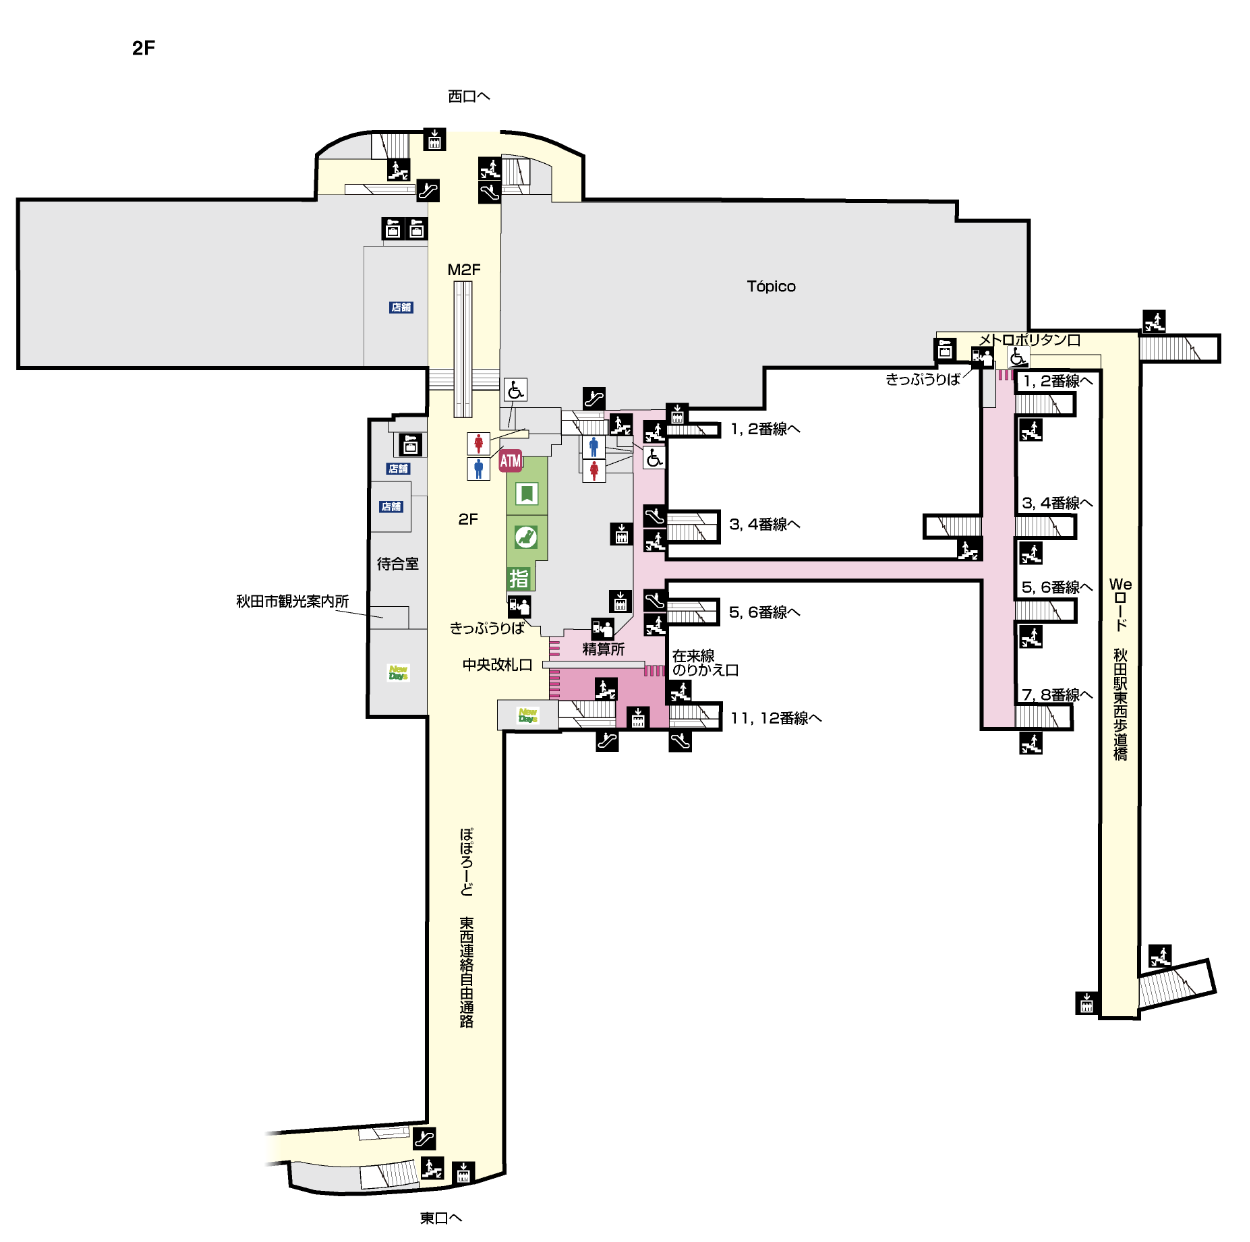 2F
西口へ
M2F
Tópico
店舗
メトロポリタン口
きっぷうりば
1, 2番線へ
1, 2番線へ
ATM
店舗
店舗
2F
3, 4番線へ
3, 4番線へ
待合室
指
5, 6番線へ
Weロード 秋田駅東西歩道橋
秋田市観光案内所
5, 6番線へ
きっぷうりば
精算所
中央改札口
在来線
のりかえ口
New
Days
7, 8番線へ
New
Days
11, 12番線へ
ぽぽろーど 東西連絡自由通路
東口へ